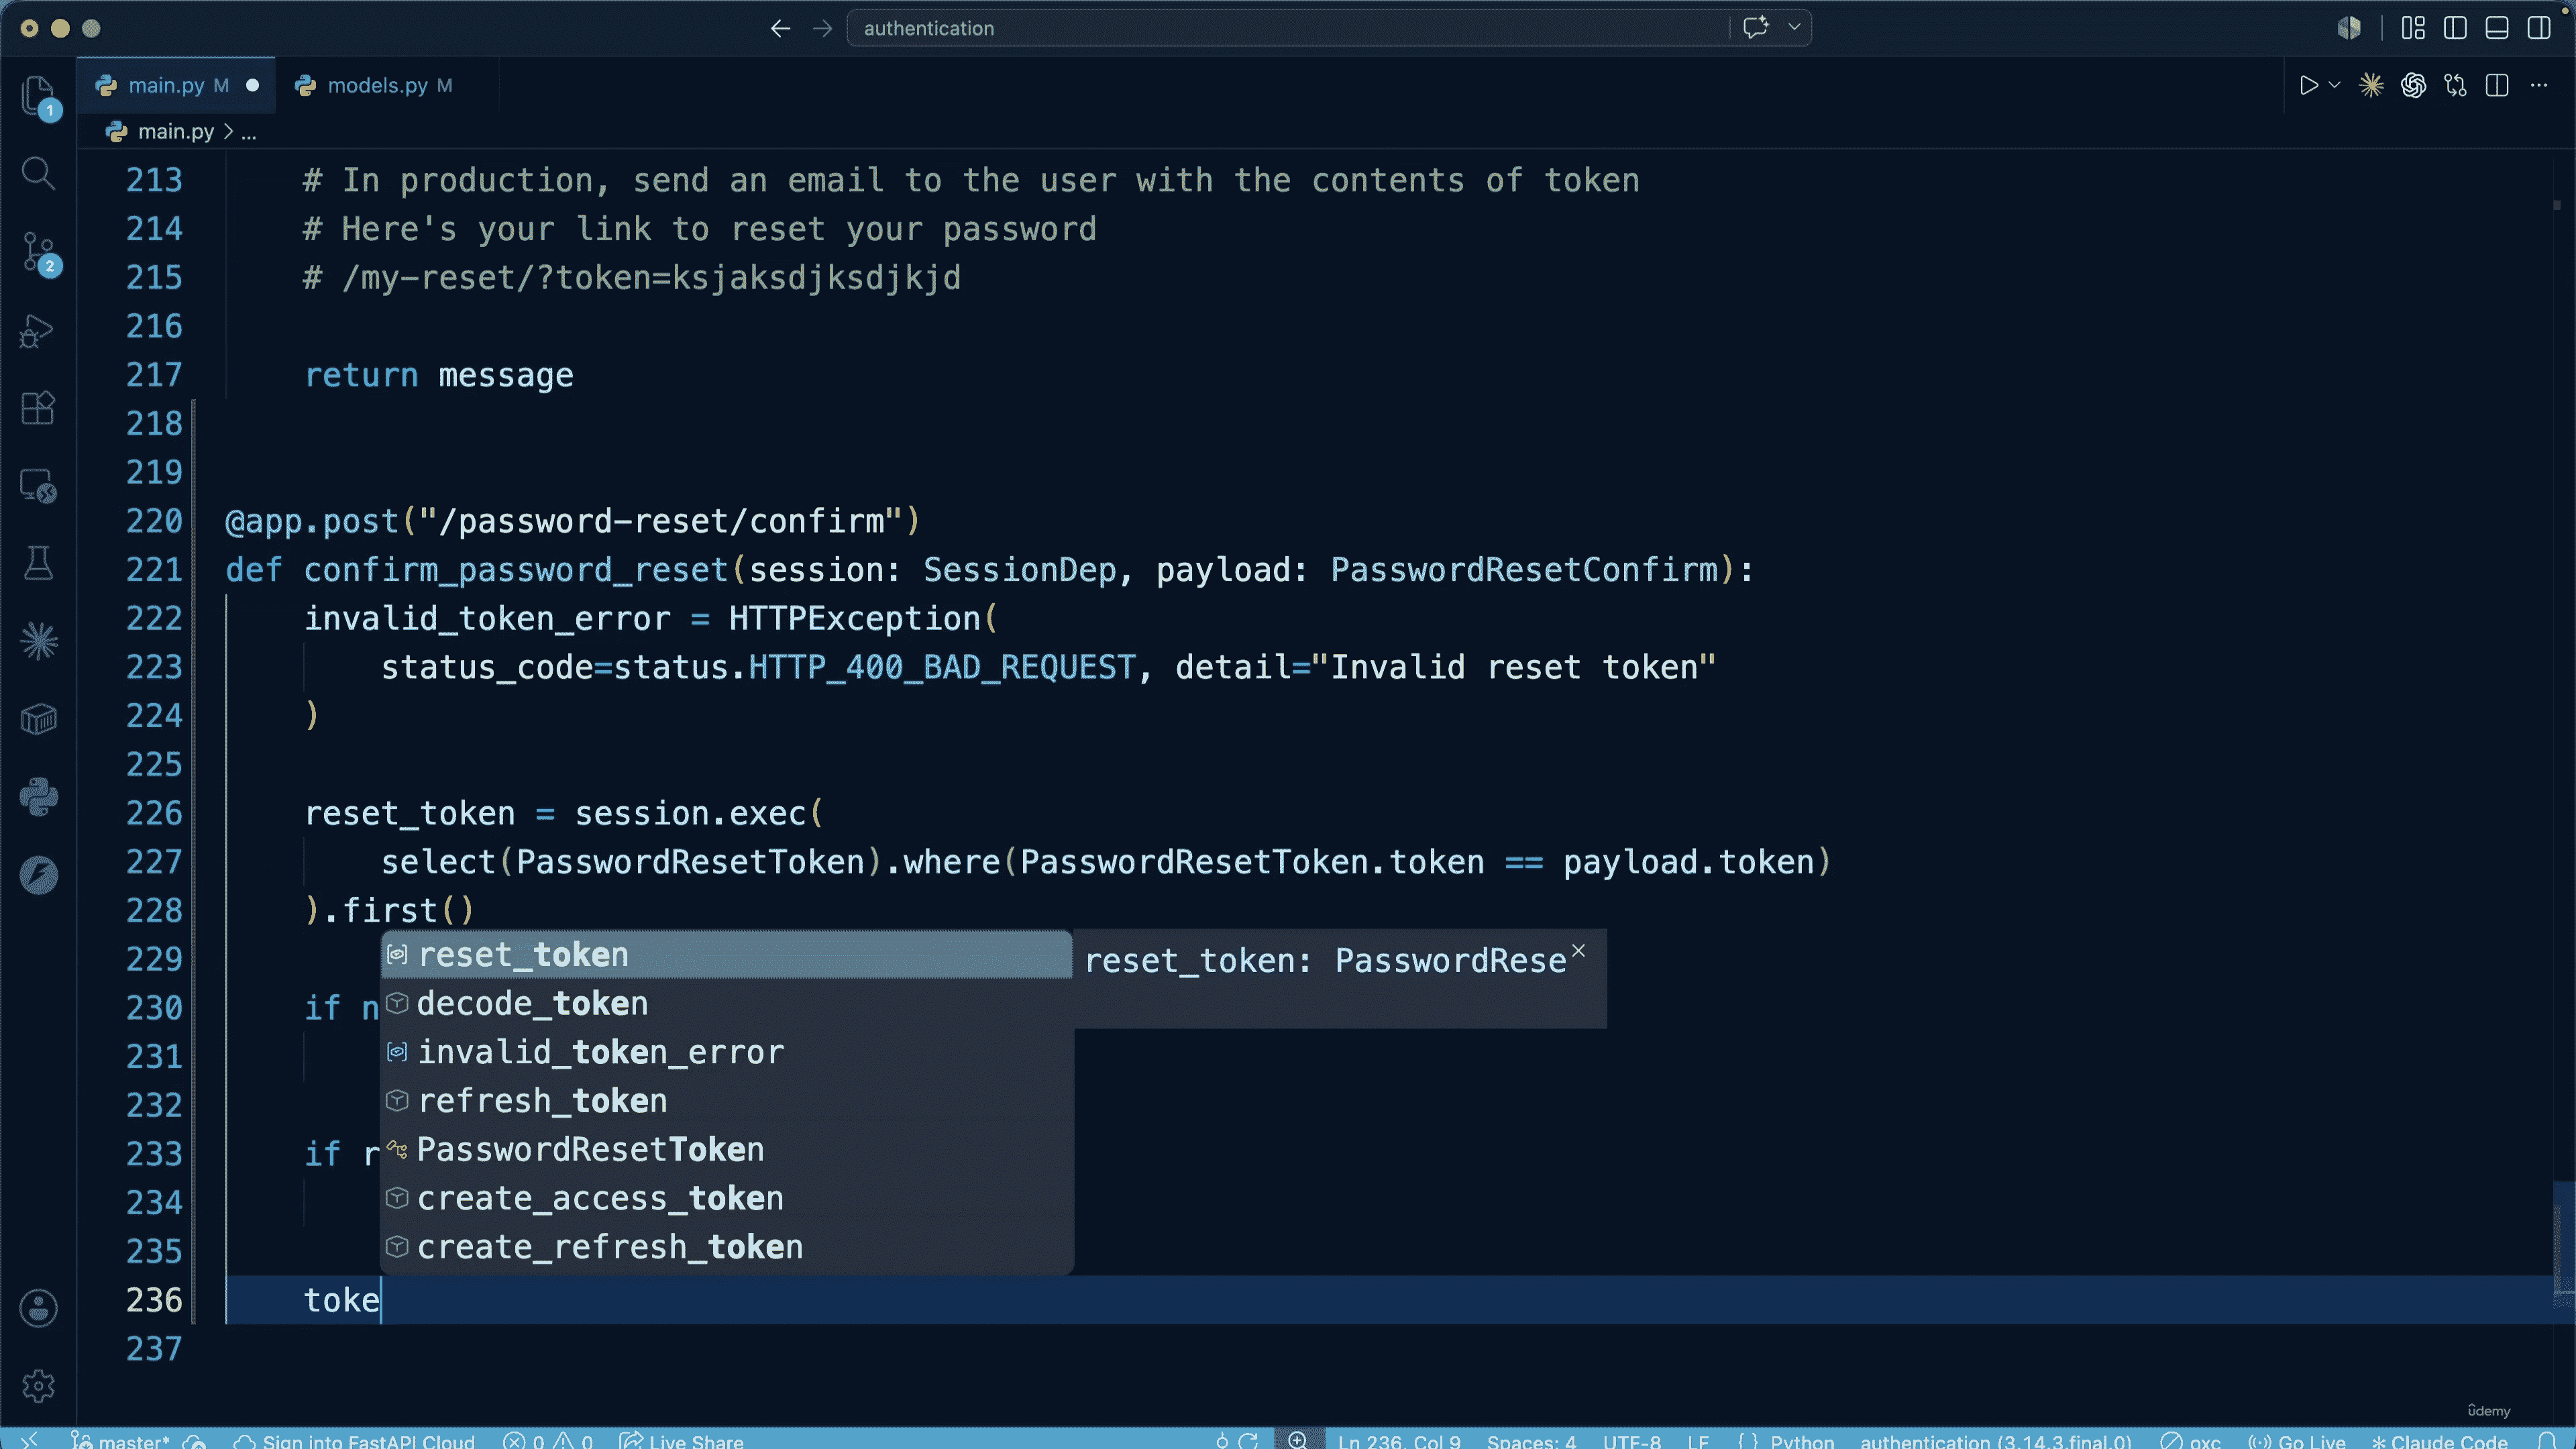 authentication
main.py M
models.py M
main.py > ...
1
2
213 # In production, send an email to the user with the contents of token
214 # Here's your link to reset your password
215 # /my-reset/?token=ksjaksdjksdjkjd
216
217 return message
218
219
220 @app.post("/password-reset/confirm")
221 def confirm_password_reset(session: SessionDep, payload: PasswordResetConfirm):
222 invalid_token_error = HTTPException(
223 status_code=status.HTTP_400_BAD_REQUEST, detail="Invalid reset token"
224 )
225
226 reset_token = session.exec(
227 select(PasswordResetToken).where(PasswordResetToken.token == payload.token)
228 ).first()
229
230 if n
231
232
233 if r
234
235
236 toke
237
reset_token
reset_token: PasswordRese
decode_token
invalid_token_error
refresh_token
PasswordResetToken
create_access_token
create_refresh_token
ûdemy
master* Sign into FastAPI Cloud 0 0 Live Share Ln 236, Col 9 Spaces: 4 UTF-8 LF { } Python authentication (3.14.3.final.0) oxc Go Live Claude Code